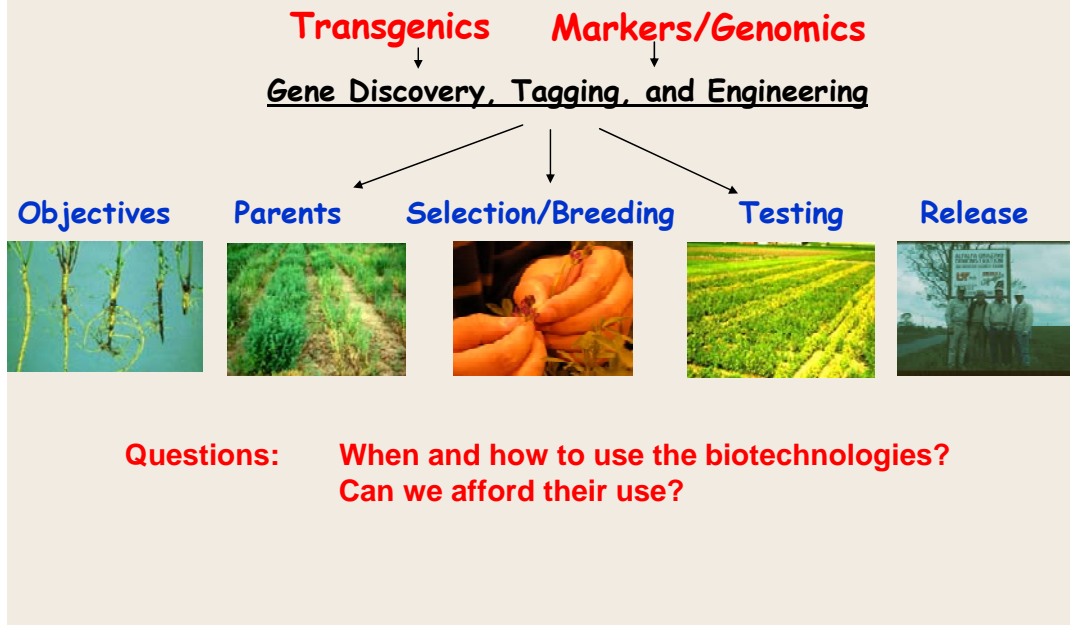 Transgenics Markers/Genomics
Gene Discovery, Tagging, and Engineering
Objectives Parents Selection/Breeding Testing Release
Questions: When and how to use the biotechnologies?
Can we afford their use?